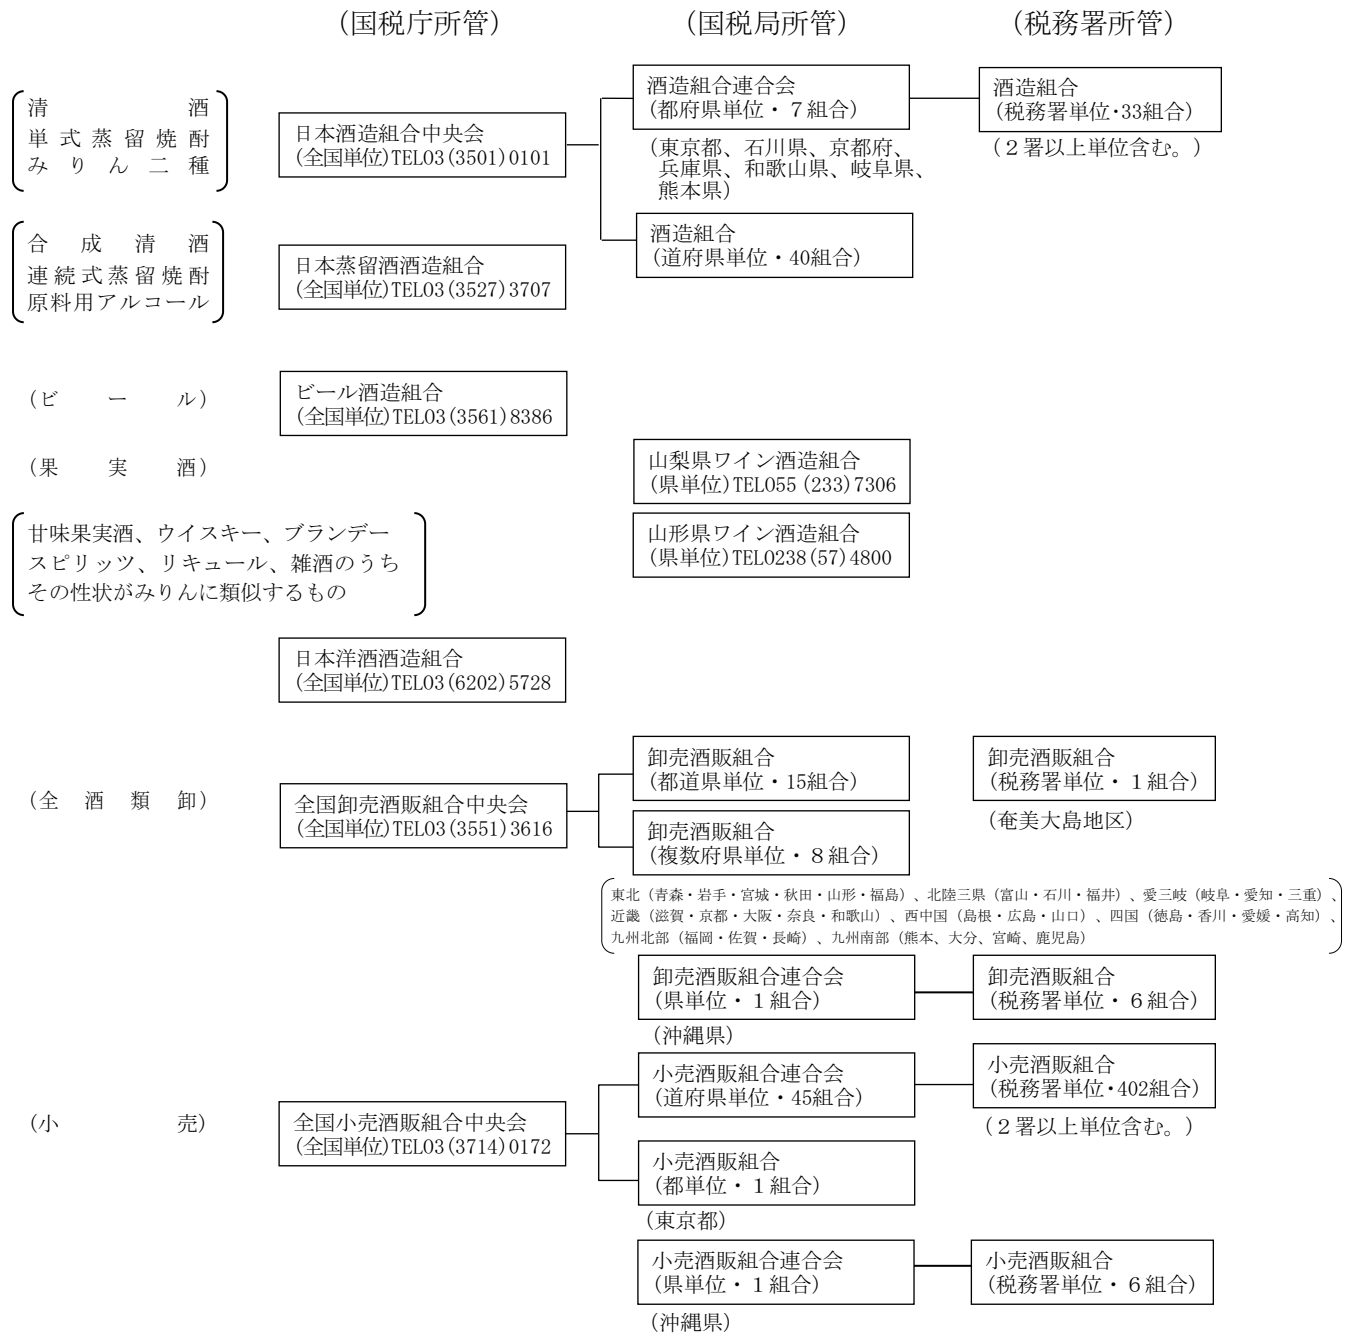 (国税庁所管)
(国税局所管)
(税務署所管)
清酒
単式蒸留焼酎
みりん二種
日本酒造組合中央会
(全国単位)TEL03(3501)0101
酒造組合連合会
(都府県単位・7組合)
(東京都、石川県、京都府、
兵庫県、和歌山県、岐阜県、
熊本県)
酒造組合
(税務署単位・33組合)
(2署以上単位含む。)
酒造組合
(道府県単位・40組合)
合成清酒
連続式蒸留焼酎
原料用アルコール
日本蒸留酒酒造組合
(全国単位)TEL03(3527)3707
(ビール)
ビール酒造組合
(全国単位)TEL03(3561)8386
(果実酒)
山梨県ワイン酒造組合
(県単位)TEL055(233)7306
山形県ワイン酒造組合
(県単位)TEL0238(57)4800
甘味果実酒、ウイスキー、ブランデー
スピリッツ、リキュール、雑酒のうち
その性状がみりんに類似するもの
日本洋酒酒造組合
(全国単位)TEL03(6202)5728
(全酒類卸)
全国卸売酒販組合中央会
(全国単位)TEL03(3551)3616
卸売酒販組合
(都道県単位・15組合)
卸売酒販組合
(税務署単位・1組合)
(奄美大島地区)
卸売酒販組合
(複数府県単位・8組合)
東北(青森・岩手・宮城・秋田・山形・福島)、北陸三県(富山・石川・福井)、愛三岐(岐阜・愛知・三重)、
近畿(滋賀・京都・大阪・奈良・和歌山)、西中国(島根・広島・山口)、四国(徳島・香川・愛媛・高知)、
九州北部(福岡・佐賀・長崎)、九州南部(熊本、大分、宮崎、鹿児島)
卸売酒販組合連合会
(県単位・1組合)
(沖縄県)
卸売酒販組合
(税務署単位・6組合)
(小売)
全国小売酒販組合中央会
(全国単位)TEL03(3714)0172
小売酒販組合連合会
(道府県単位・45組合)
小売酒販組合
(税務署単位・402組合)
(2署以上単位含む。)
小売酒販組合
(都単位・1組合)
(東京都)
小売酒販組合連合会
(県単位・1組合)
(沖縄県)
小売酒販組合
(税務署単位・6組合)